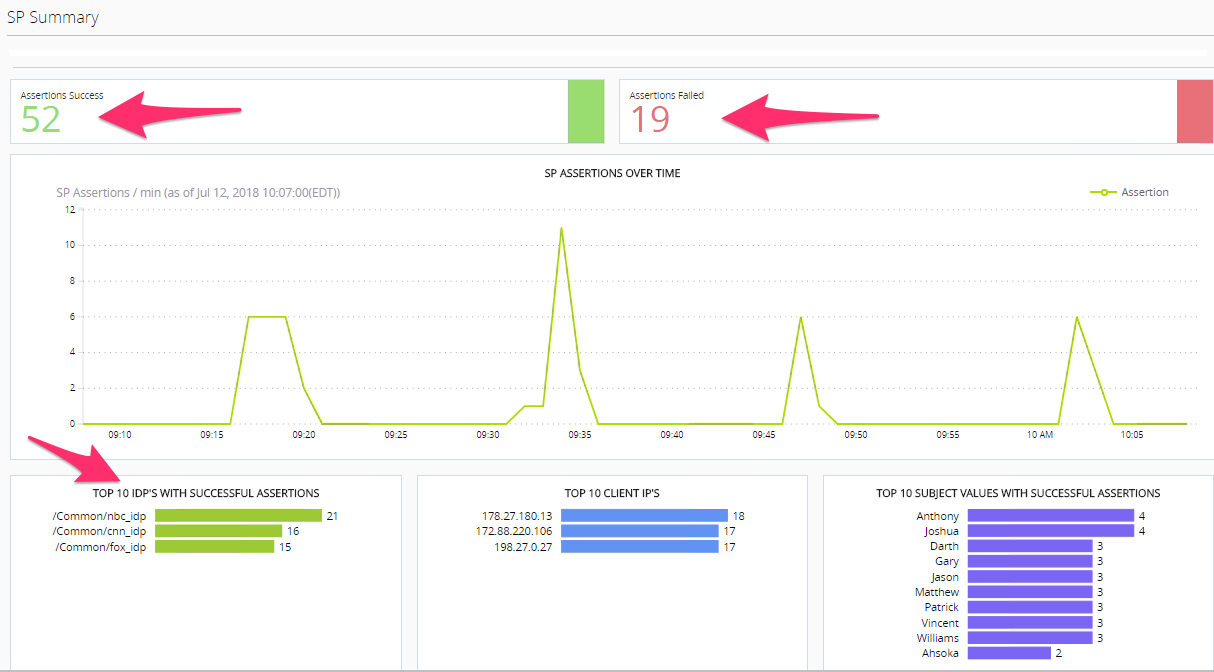 SP Summary
Assertions Success
52
Assertions Failed
19
SP ASSERTIONS OVER TIME
SP Assertions / min (as of Jul 12, 2018 10:07:00(EDT))
Assertion
12
10
8
6
4
2
0
09:10 09:15 09:20 09:25 09:30 09:35 09:40 09:45 09:50 09:55 10 AM 10:05
TOP 10 IDP'S WITH SUCCESSFUL ASSERTIONS
/Common/nbc_idp 21
/Common/cnn_idp 16
/Common/fox_idp 15
TOP 10 CLIENT IP'S
178.27.180.13 18
172.88.220.106 17
198.27.0.27 17
TOP 10 SUBJECT VALUES WITH SUCCESSFUL ASSERTIONS
Anthony 4
Joshua 4
Darth 3
Gary 3
Jason 3
Matthew 3
Patrick 3
Vincent 3
Williams 3
Ahsoka 2